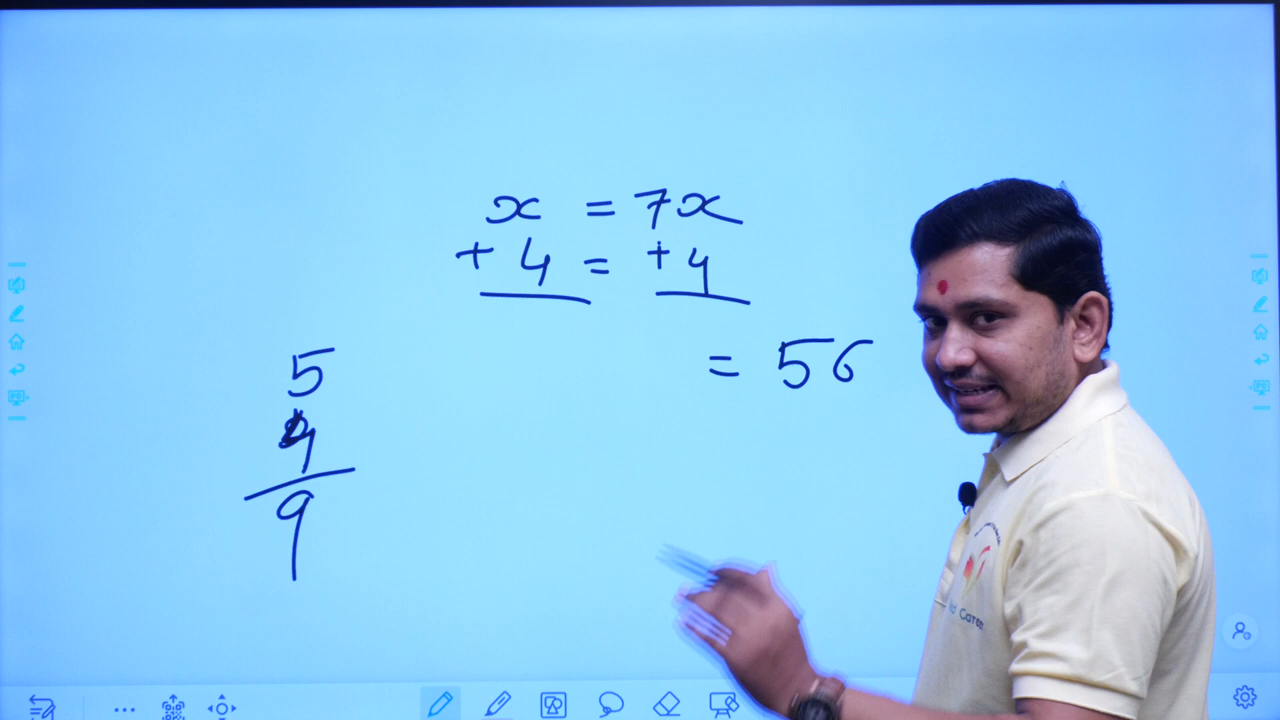 x = 7x
+ 4 = + 4
= 56
5
4
9